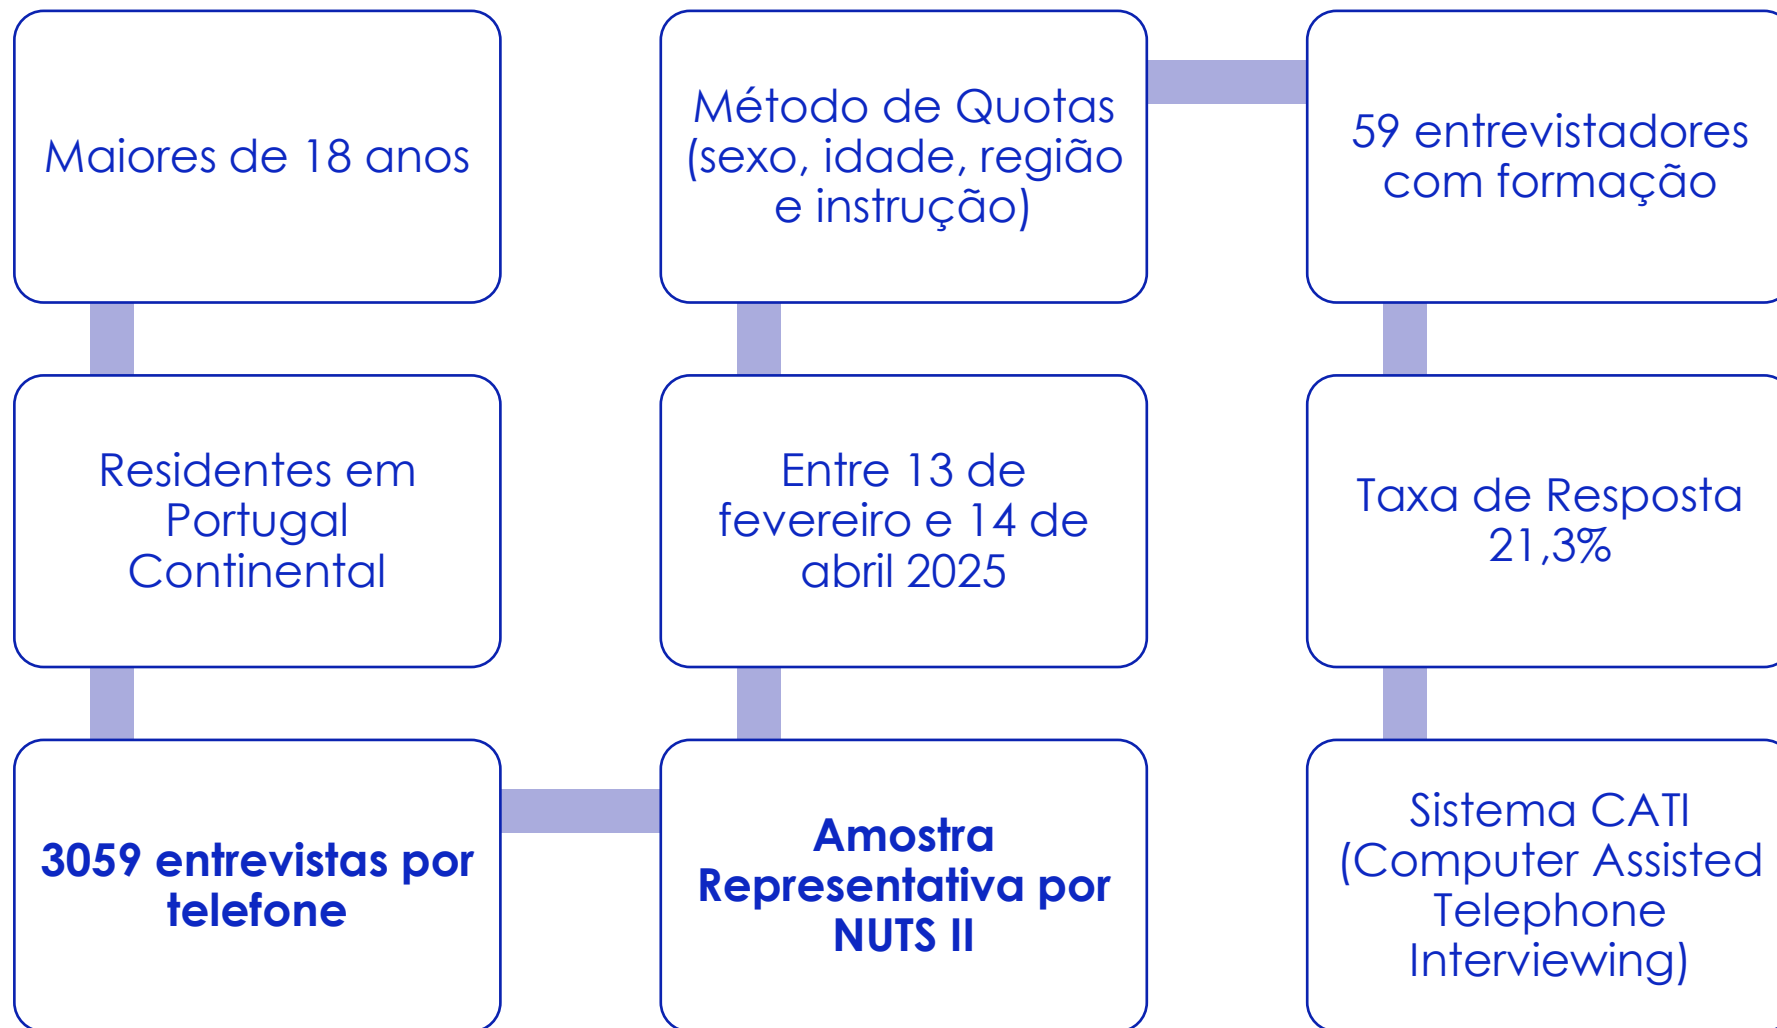 Maiores de 18 anos
Residentes em
Portugal
Continental
3059 entrevistas por
telefone
Amostra
Representativa por
NUTS II
Entre 13 de
fevereiro e 14 de
abril 2025
Método de Quotas
(sexo, idade, região
e instrução)
59 entrevistadores
com formação
Taxa de Resposta
21,3%
Sistema CATI
(Computer Assisted
Telephone
Interviewing)